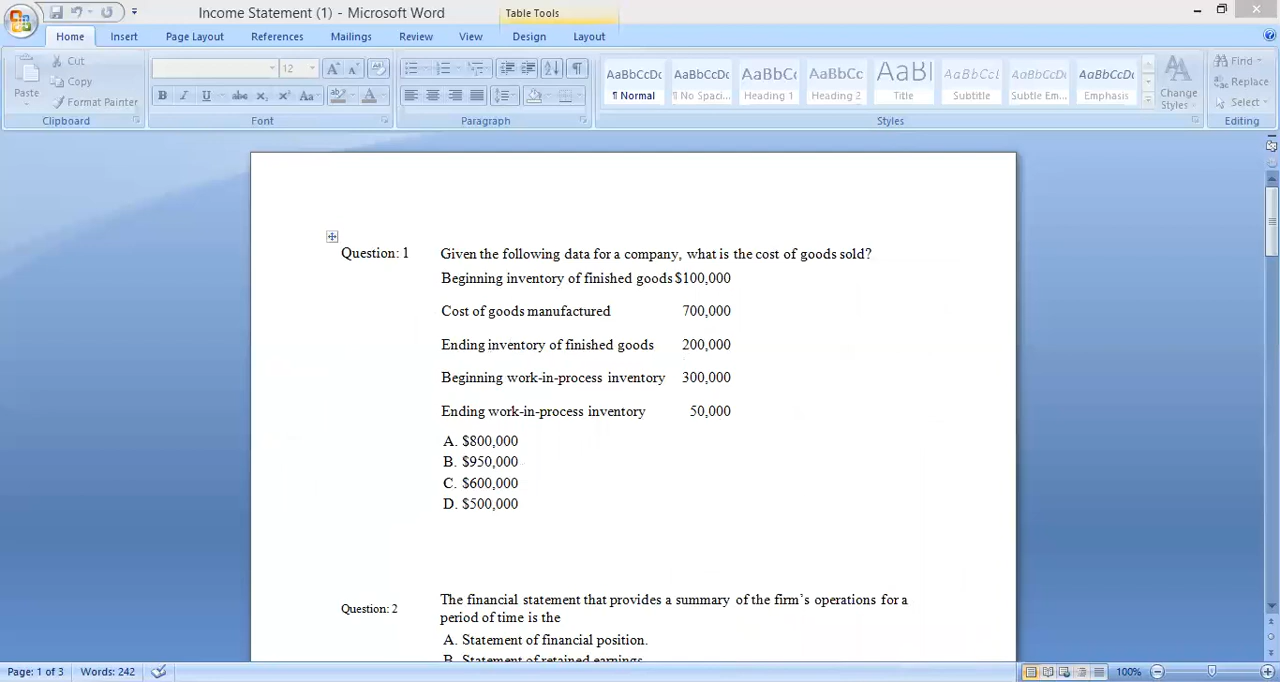 Income Statement (1) - Microsoft Word
Table Tools
Home Insert Page Layout References Mailings Review View Design Layout
Paste
Cut
Copy
Format Painter
Clipboard
12
Font
Paragraph
AaBbCcDc AaBbCcDc AaBbCc AaBbCc AaBl AaBbCcL AaBbCcDc AaBbCcDc
¶ Normal ¶ No Spaci... Heading 1 Heading 2 Title Subtitle Subtle Em... Emphasis
Change Styles
Styles
Find
Replace
Select
Editing
Question: 1 Given the following data for a company, what is the cost of goods sold?
Beginning inventory of finished goods $100,000
Cost of goods manufactured 700,000
Ending inventory of finished goods 200,000
Beginning work-in-process inventory 300,000
Ending work-in-process inventory 50,000
A. $800,000
B. $950,000
C. $600,000
D. $500,000
Question: 2 The financial statement that provides a summary of the firm's operations for a
period of time is the
A. Statement of financial position.
B. Statement of retained earnings.
Page: 1 of 3 Words: 242 100%